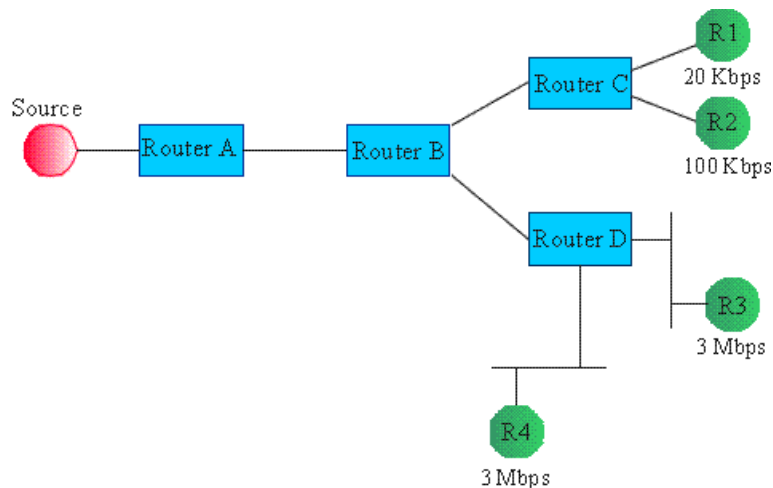 R1
20 Kbps
Router C
Source
R2
Router A
Router B
100 Kbps
Router D
R3
3 Mbps
R4
3 Mbps